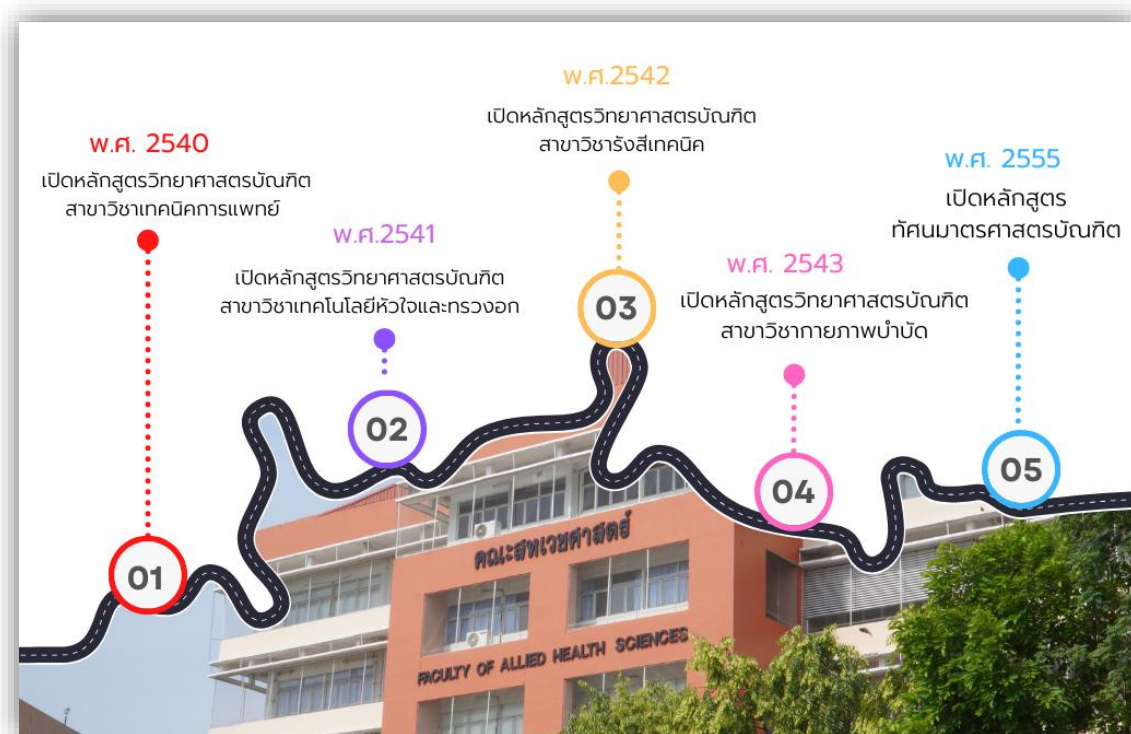 พ.ศ. 2540
เปิดหลักสูตรวิทยาศาสตรบัณฑิต
สาขาวิชาเทคนิคการแพทย์
01
พ.ศ.2541
เปิดหลักสูตรวิทยาศาสตรบัณฑิต
สาขาวิชาเทคโนโลยีหัวใจและทรวงอก
02
พ.ศ.2542
เปิดหลักสูตรวิทยาศาสตรบัณฑิต
สาขาวิชารังสีเทคนิค
03
พ.ศ. 2543
เปิดหลักสูตรวิทยาศาสตรบัณฑิต
สาขาวิชากายภาพบำบัด
04
พ.ศ. 2555
เปิดหลักสูตร
ทัศนมาตรศาสตรบัณฑิต
05
คณะสหเวชศาสตร์
FACULTY OF ALLIED HEALTH SCIENCES